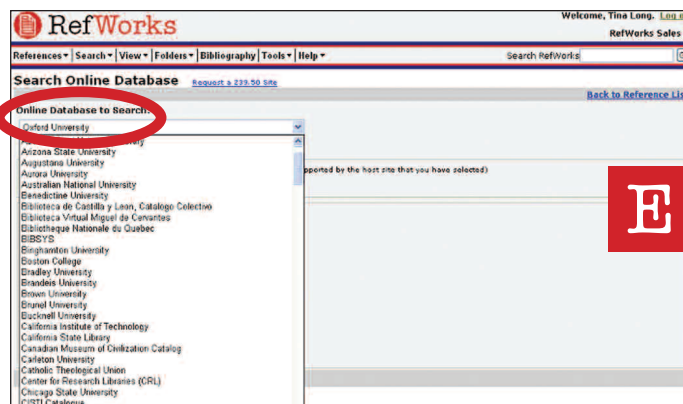 RefWorks
Welcome, Tina Long.
RefWorks Sales
References Search View Folders Bibliography Tools Help
Search RefWorks
Search Online Database Request a Z39.50 Site
Back to Reference Lis
Online Database to Search:
Oxford University
Arizona State University
Augustana University
Aurora University
pported by the host site that you have selected)
Australian National University
Benedictine University
Biblioteca de Castilla y Leon, Catalogo Colectivo
Biblioteca Virtual Miguel de Cervantes
Bibliotheque Nationale du Quebec
BIBSYS
Binghamton University
Boston College
Bradley University
Brandeis University
Brown University
Brunel University
Bucknell University
California Institute of Technology
California State Library
Canadian Museum of Civilization Catalog
Carleton University
Catholic Theological Union
Center for Research Libraries (CRL)
Chicago State University
CISTI Catalogue
E